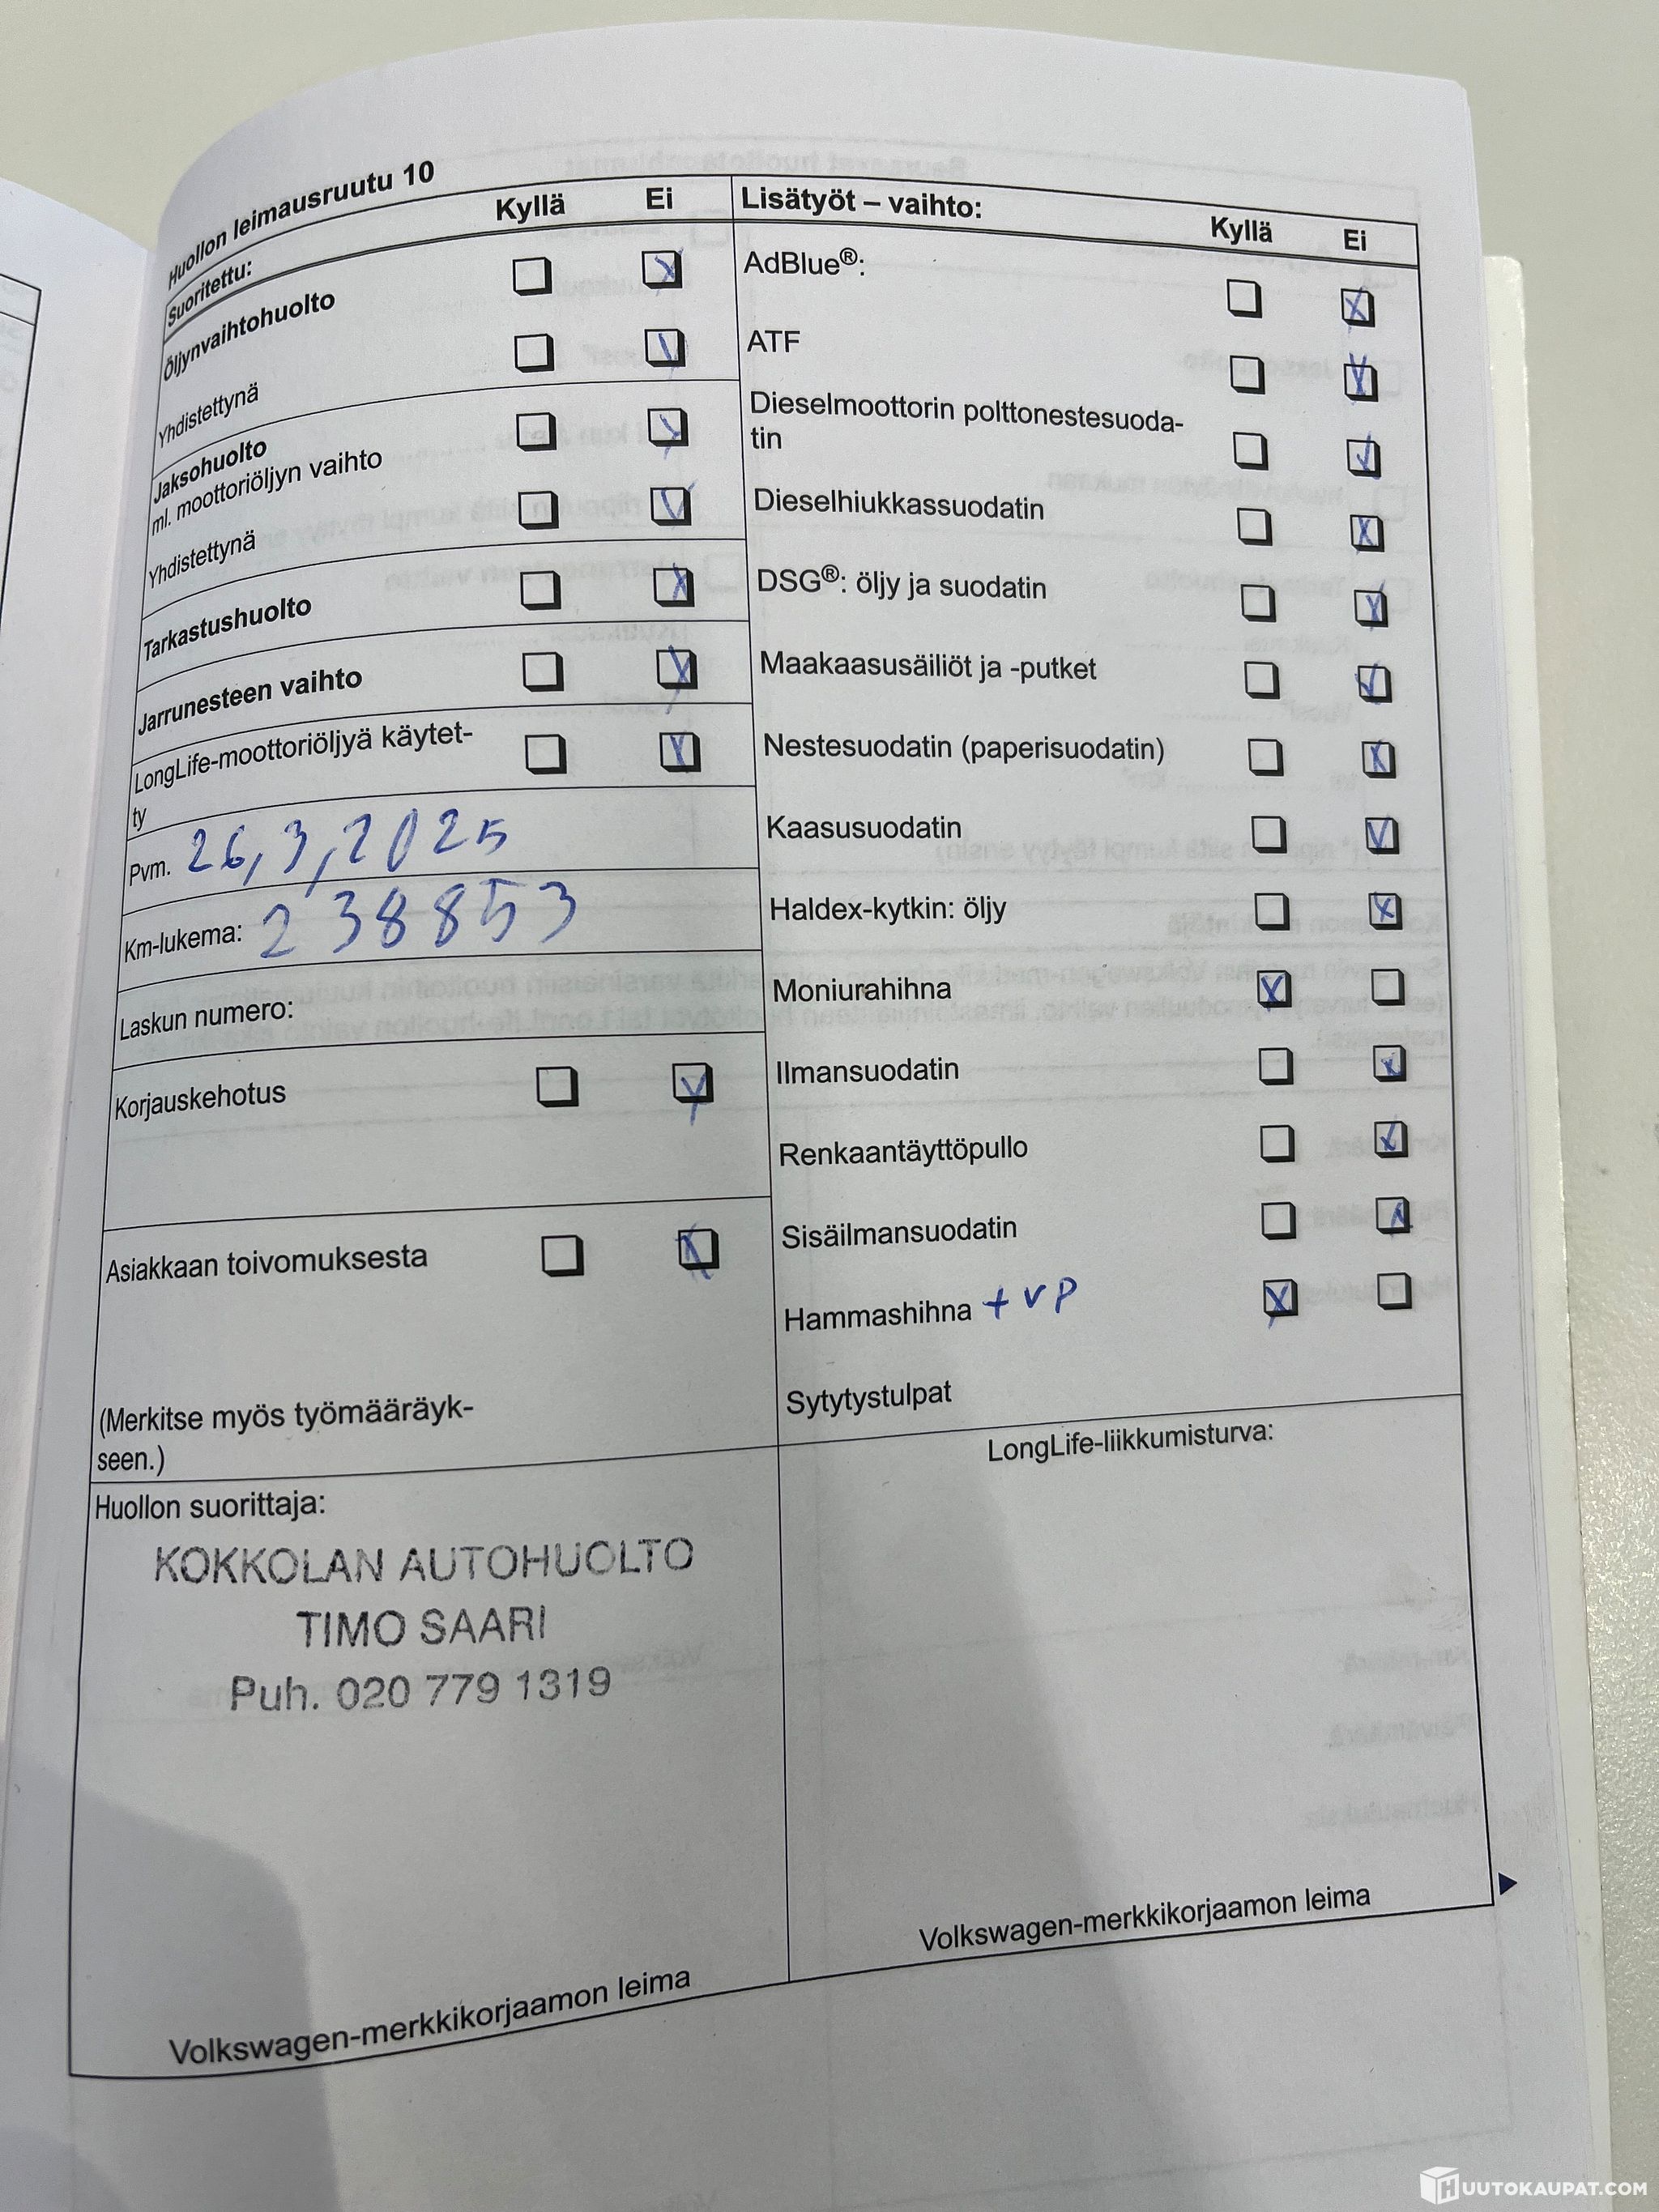 Huollon leimausruutu 10
Suoritettu: Kyllä Ei
Öljynvaihtohuolto
Yhdistettynä
Jaksohuolto
ml. moottoriöljyn vaihto
Yhdistettynä
Tarkastushuolto
Jarrunesteen vaihto
LongLife-moottoriöljyä käytet-
ty
Pvm. 26,3,2025
Km-lukema: 238853
Laskun numero:
Korjauskehotus
Asiakkaan toivomuksesta
(Merkitse myös työmääräyk-
seen.)
Huollon suorittaja:
KOKKOLAN AUTOHUOLTO
TIMO SAARI
Puh. 020 779 1319
Volkswagen-merkkikorjaamon leima
Lisätyöt – vaihto: Kyllä Ei
AdBlue®:
ATF
Dieselmoottorin polttonestesuoda-
tin
Dieselhiukkassuodatin
DSG®: öljy ja suodatin
Maakaasusäiliöt ja -putket
Nestesuodatin (paperisuodatin)
Kaasusuodatin
Haldex-kytkin: öljy
Moniurahihna
Ilmansuodatin
Renkaantäyttöpullo
Sisäilmansuodatin
Hammashihna + VP
Sytytystulpat
LongLife-liikkumisturva:
Volkswagen-merkkikorjaamon leima
HUUTOKAUPAT.COM